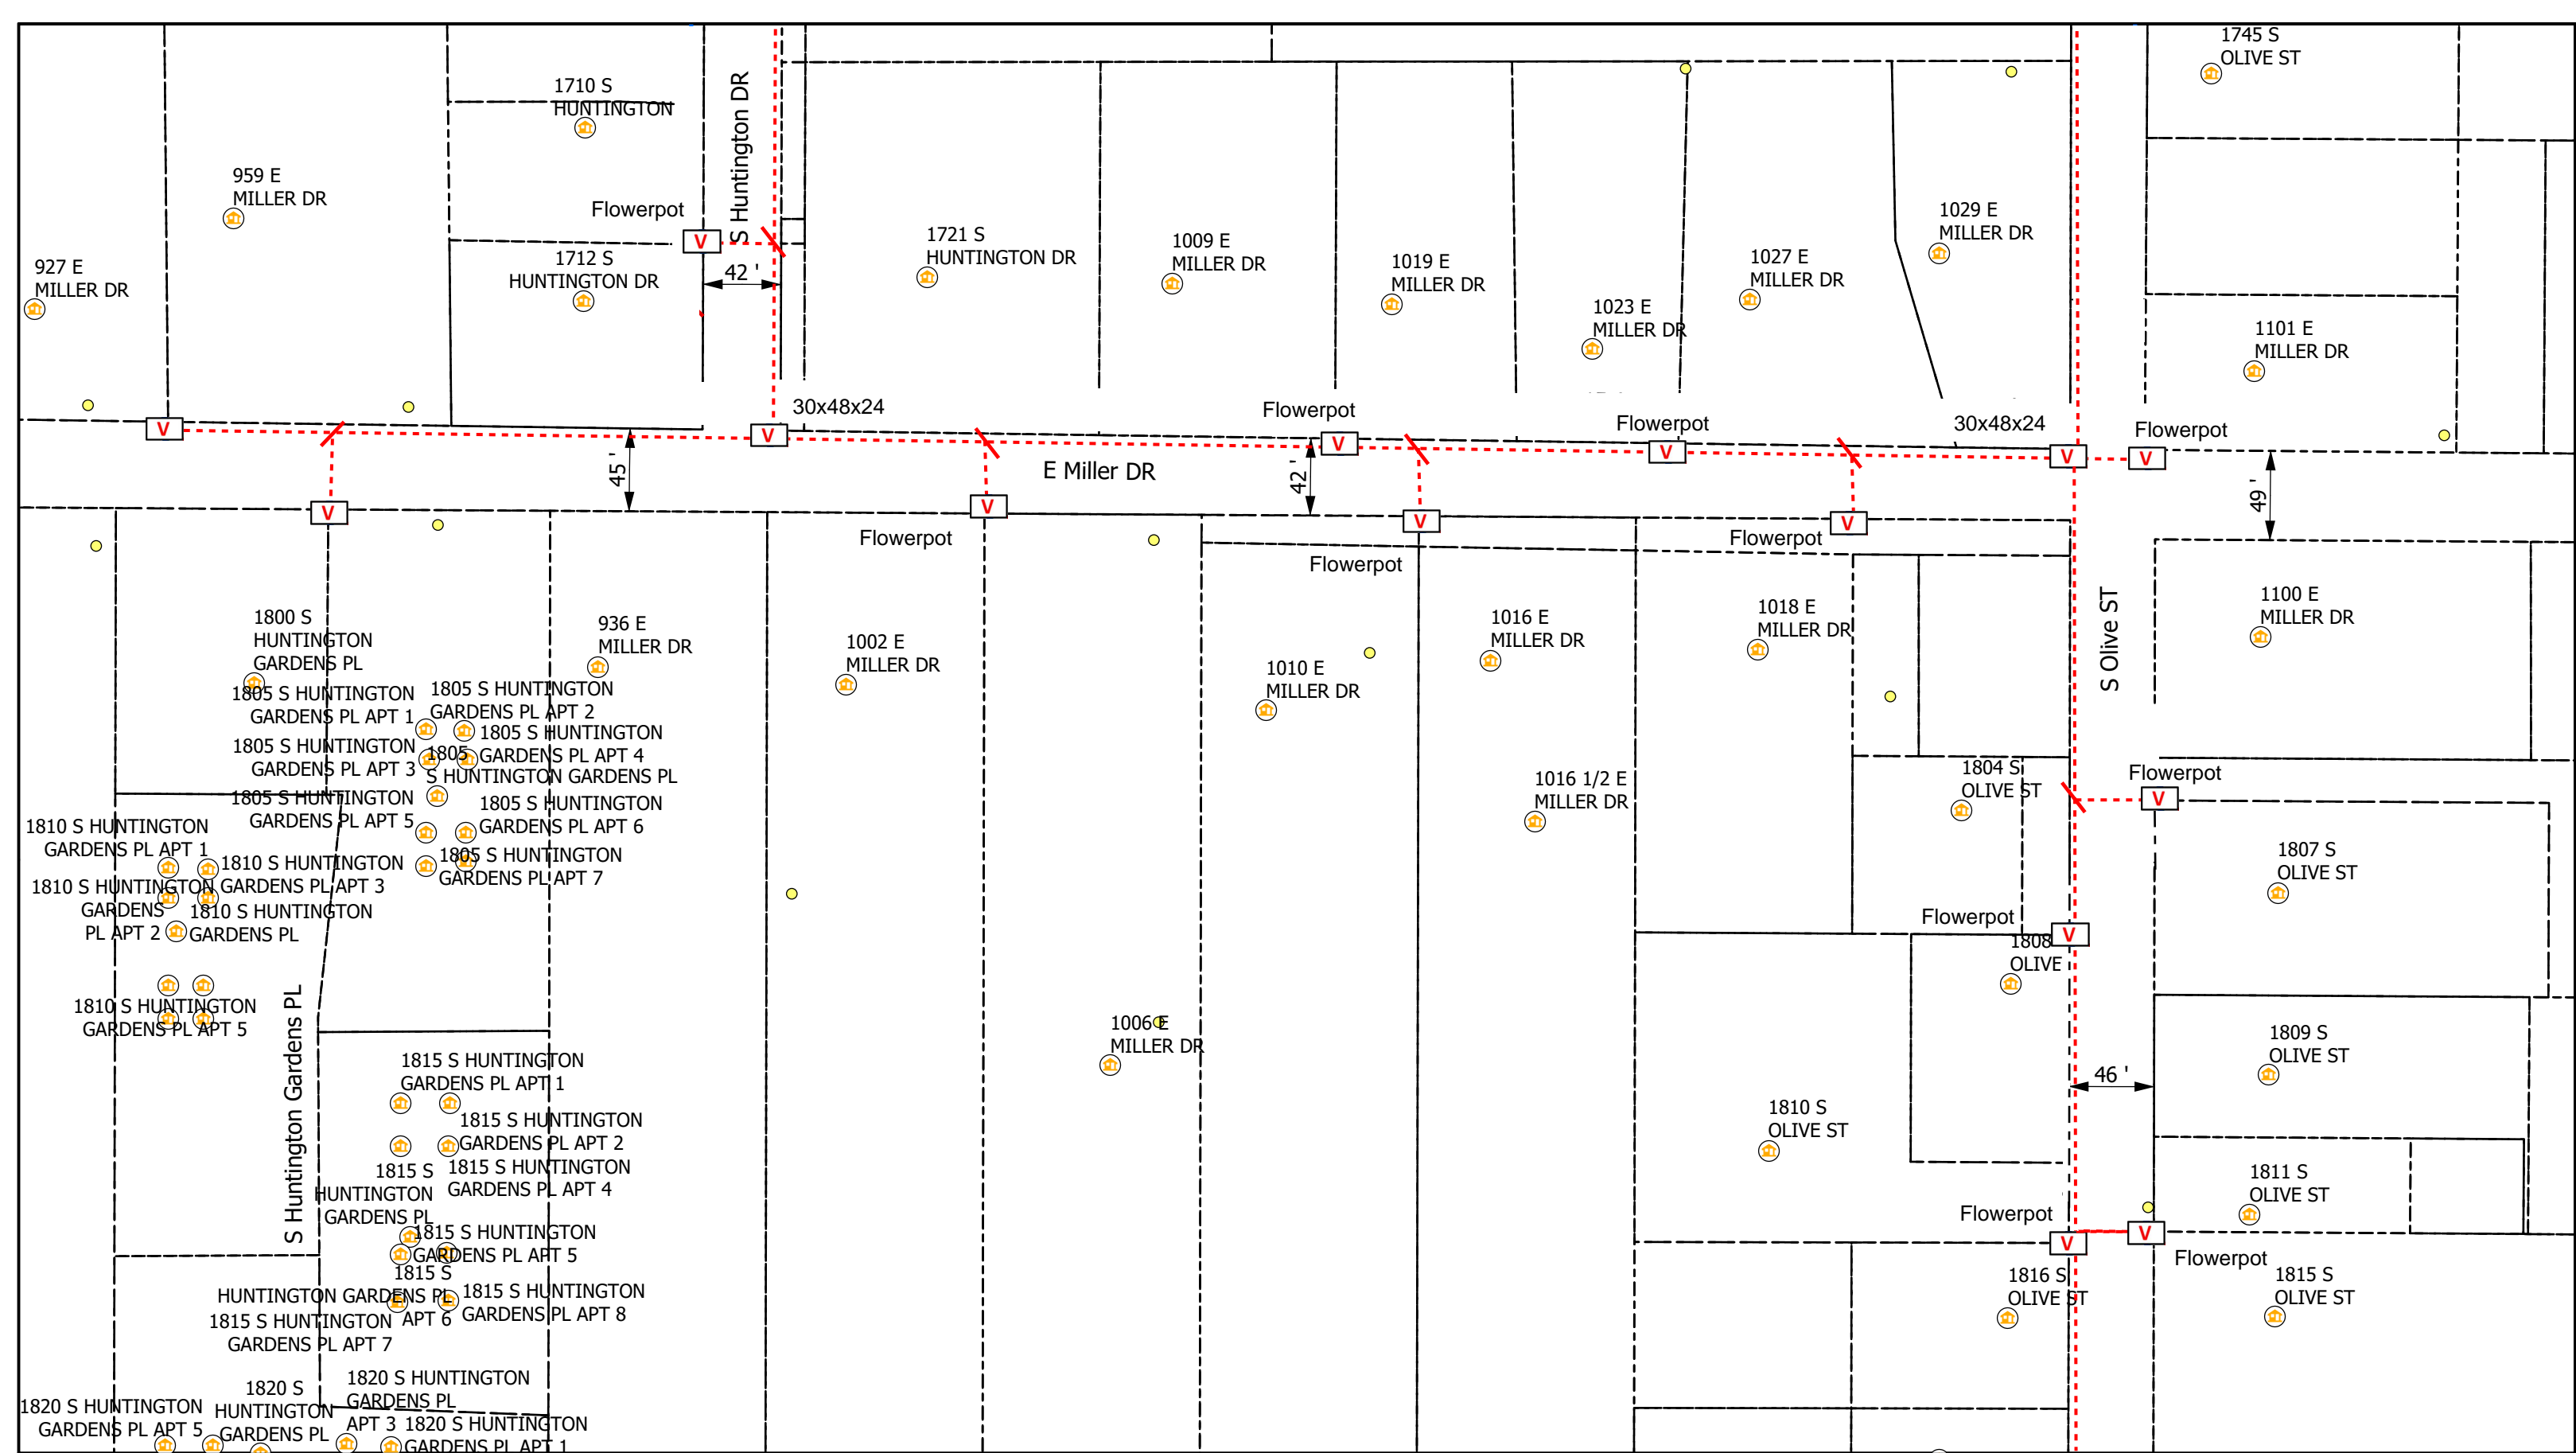 1745 S
OLIVE ST
1710 S
HUNTINGTON
S Huntington DR
959 E
MILLER DR
Flowerpot
V
1029 E
MILLER DR
1721 S
HUNTINGTON DR
1009 E
MILLER DR
1712 S
HUNTINGTON DR
42 '
1019 E
MILLER DR
1027 E
MILLER DR
927 E
MILLER DR
1023 E
MILLER DR
1101 E
MILLER DR
30x48x24
Flowerpot
Flowerpot
30x48x24
Flowerpot
V
V
V
V
V
V
45 '
E Miller DR
42 '
49 '
V
V
V
V
Flowerpot
Flowerpot
Flowerpot
1800 S
HUNTINGTON
GARDENS PL
936 E
MILLER DR
1002 E
MILLER DR
1010 E
MILLER DR
1016 E
MILLER DR
1018 E
MILLER DR
S Olive ST
1100 E
MILLER DR
1805 S HUNTINGTON
GARDENS PL APT 1
1805 S HUNTINGTON
GARDENS PL APT 2
1805 S HUNTINGTON
GARDENS PL APT 4
1805 S HUNTINGTON
GARDENS PL APT 3
1805
S HUNTINGTON GARDENS PL
1805 S HUNTINGTON
GARDENS PL APT 5
1805 S HUNTINGTON
GARDENS PL APT 6
1805 S HUNTINGTON
GARDENS PL APT 7
1016 1/2 E
MILLER DR
1804 S
OLIVE ST
Flowerpot
V
1810 S HUNTINGTON
GARDENS PL APT 1
1810 S HUNTINGTON
GARDENS PL APT 3
1810 S HUNTINGTON
GARDENS
PL APT 2
1810 S HUNTINGTON
GARDENS PL
1807 S
OLIVE ST
Flowerpot
V
1808
OLIVE
1810 S HUNTINGTON
GARDENS PL APT 5
S Huntington Gardens PL
1006 E
MILLER DR
1809 S
OLIVE ST
46 '
1815 S HUNTINGTON
GARDENS PL APT 1
1815 S HUNTINGTON
GARDENS PL APT 2
1815 S HUNTINGTON
GARDENS PL APT 4
1815 S
HUNTINGTON
GARDENS PL
1810 S
OLIVE ST
1811 S
OLIVE ST
Flowerpot
V
V
Flowerpot
1815 S HUNTINGTON
GARDENS PL APT 5
1815 S
HUNTINGTON GARDENS PL
APT 6
1815 S HUNTINGTON
GARDENS PL APT 8
1815 S HUNTINGTON
GARDENS PL APT 7
1816 S
OLIVE ST
1815 S
OLIVE ST
1820 S HUNTINGTON
GARDENS PL
APT 3
1820 S
HUNTINGTON
GARDENS PL
1820 S HUNTINGTON
GARDENS PL APT 5
1820 S HUNTINGTON
GARDENS PL APT 1